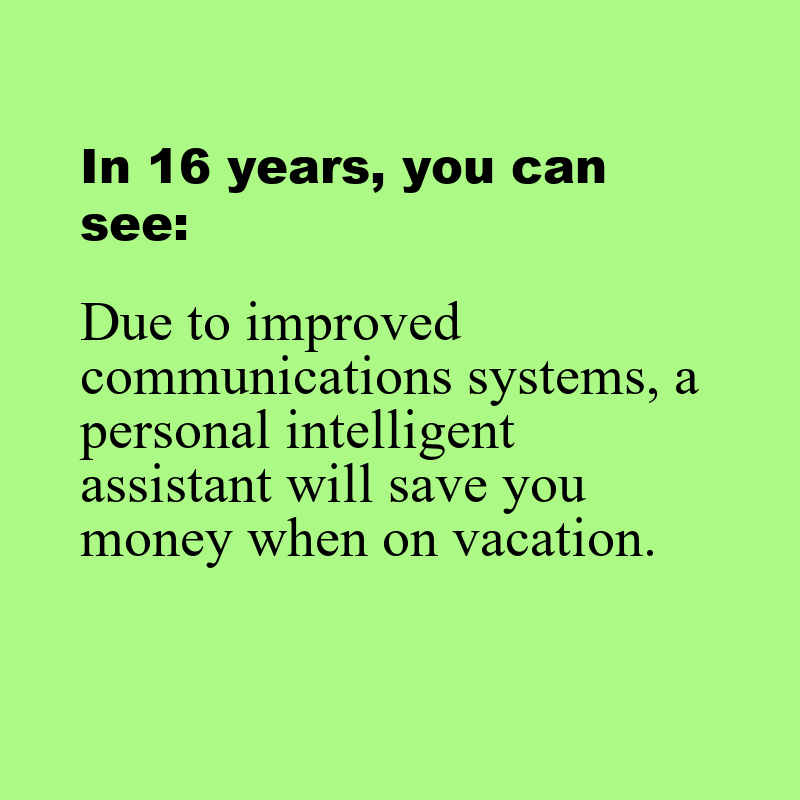 In 16 years, you can
see:
Due to improved
communications systems, a
personal intelligent
assistant will save you
money when on vacation.